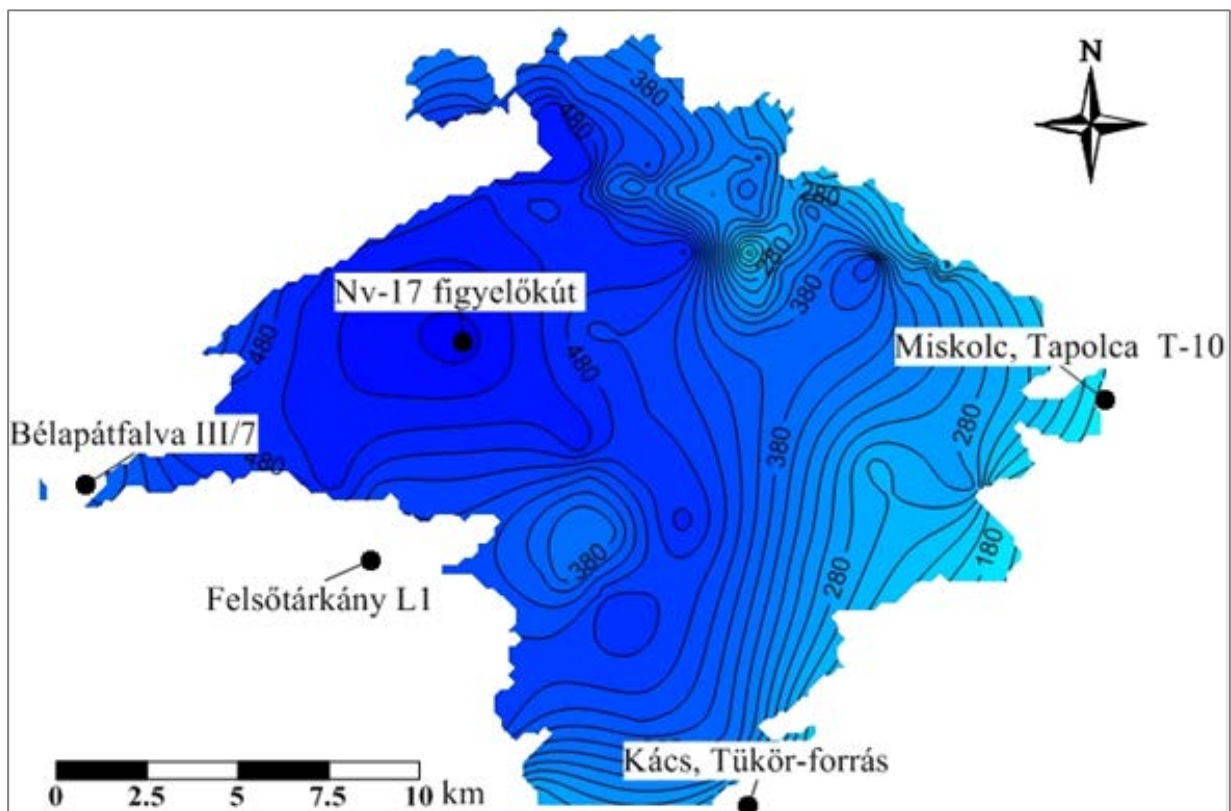 N
380
480
280
280
Nv-17 figyelőkút
380
480
480
Miskolc, Tapolca T-10
280
Bélapátfalva III/7
480
380
380
180
280
Felsőtárkány L1
Kács, Tükör-forrás
0 2.5 5 7.5 10 km